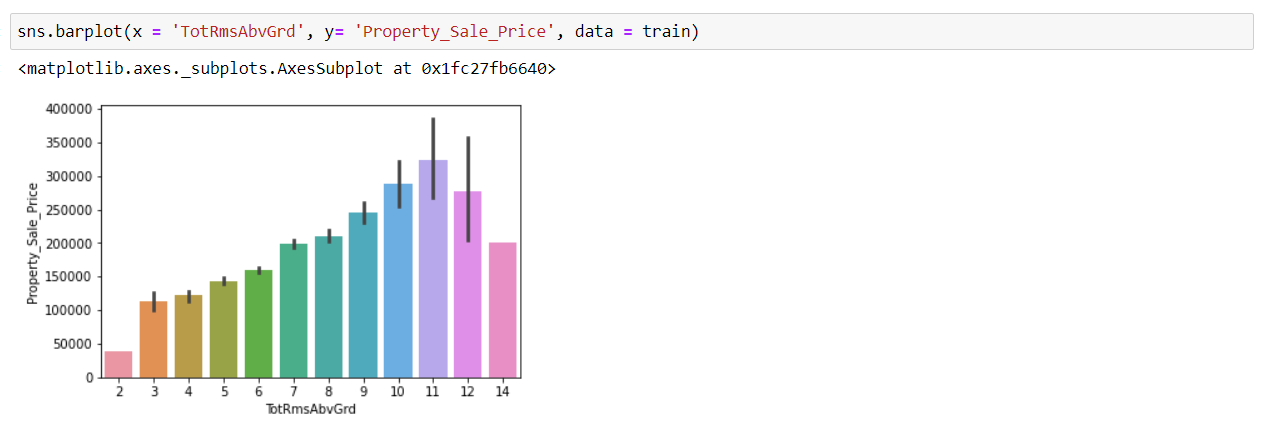 sns.barplot(x = 'TotRmsAbvGrd', y= 'Property_Sale_Price', data = train)
<matplotlib.axes._subplots.AxesSubplot at 0x1fc27fb6640>
400000
350000
300000
250000
200000
150000
100000
50000
0
Property_Sale_Price
2 3 4 5 6 7 8 9 10 11 12 14
TotRmsAbvGrd